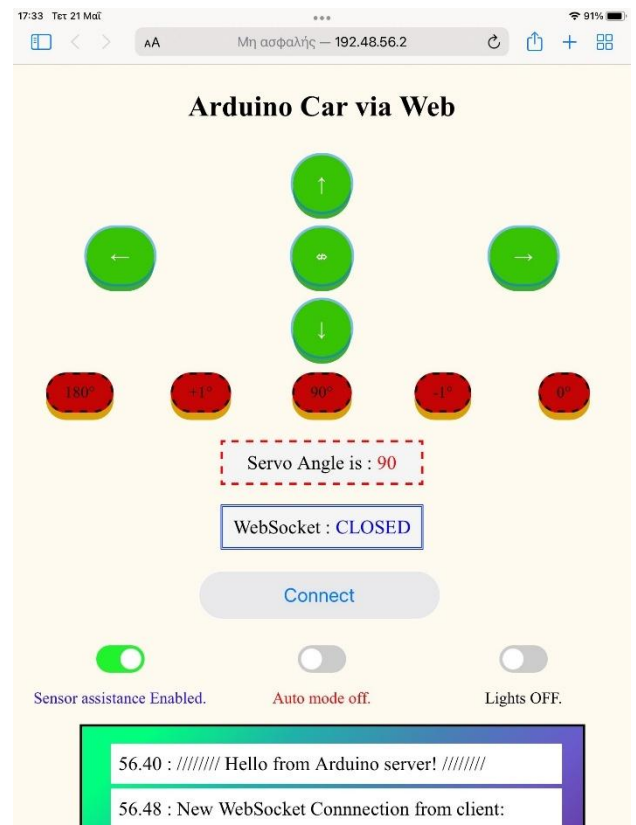 17:33 Τετ 21 Μαΐ
91%
AA Μη ασφαλής — 192.48.56.2
Arduino Car via Web
↑
← →
↓
180° +1° 90° -1° 0°
Servo Angle is : 90
WebSocket : CLOSED
Connect
Sensor assistance Enabled. Auto mode off. Lights OFF.
56.40 : //////// Hello from Arduino server! ////////
56.48 : New WebSocket Connnection from client: